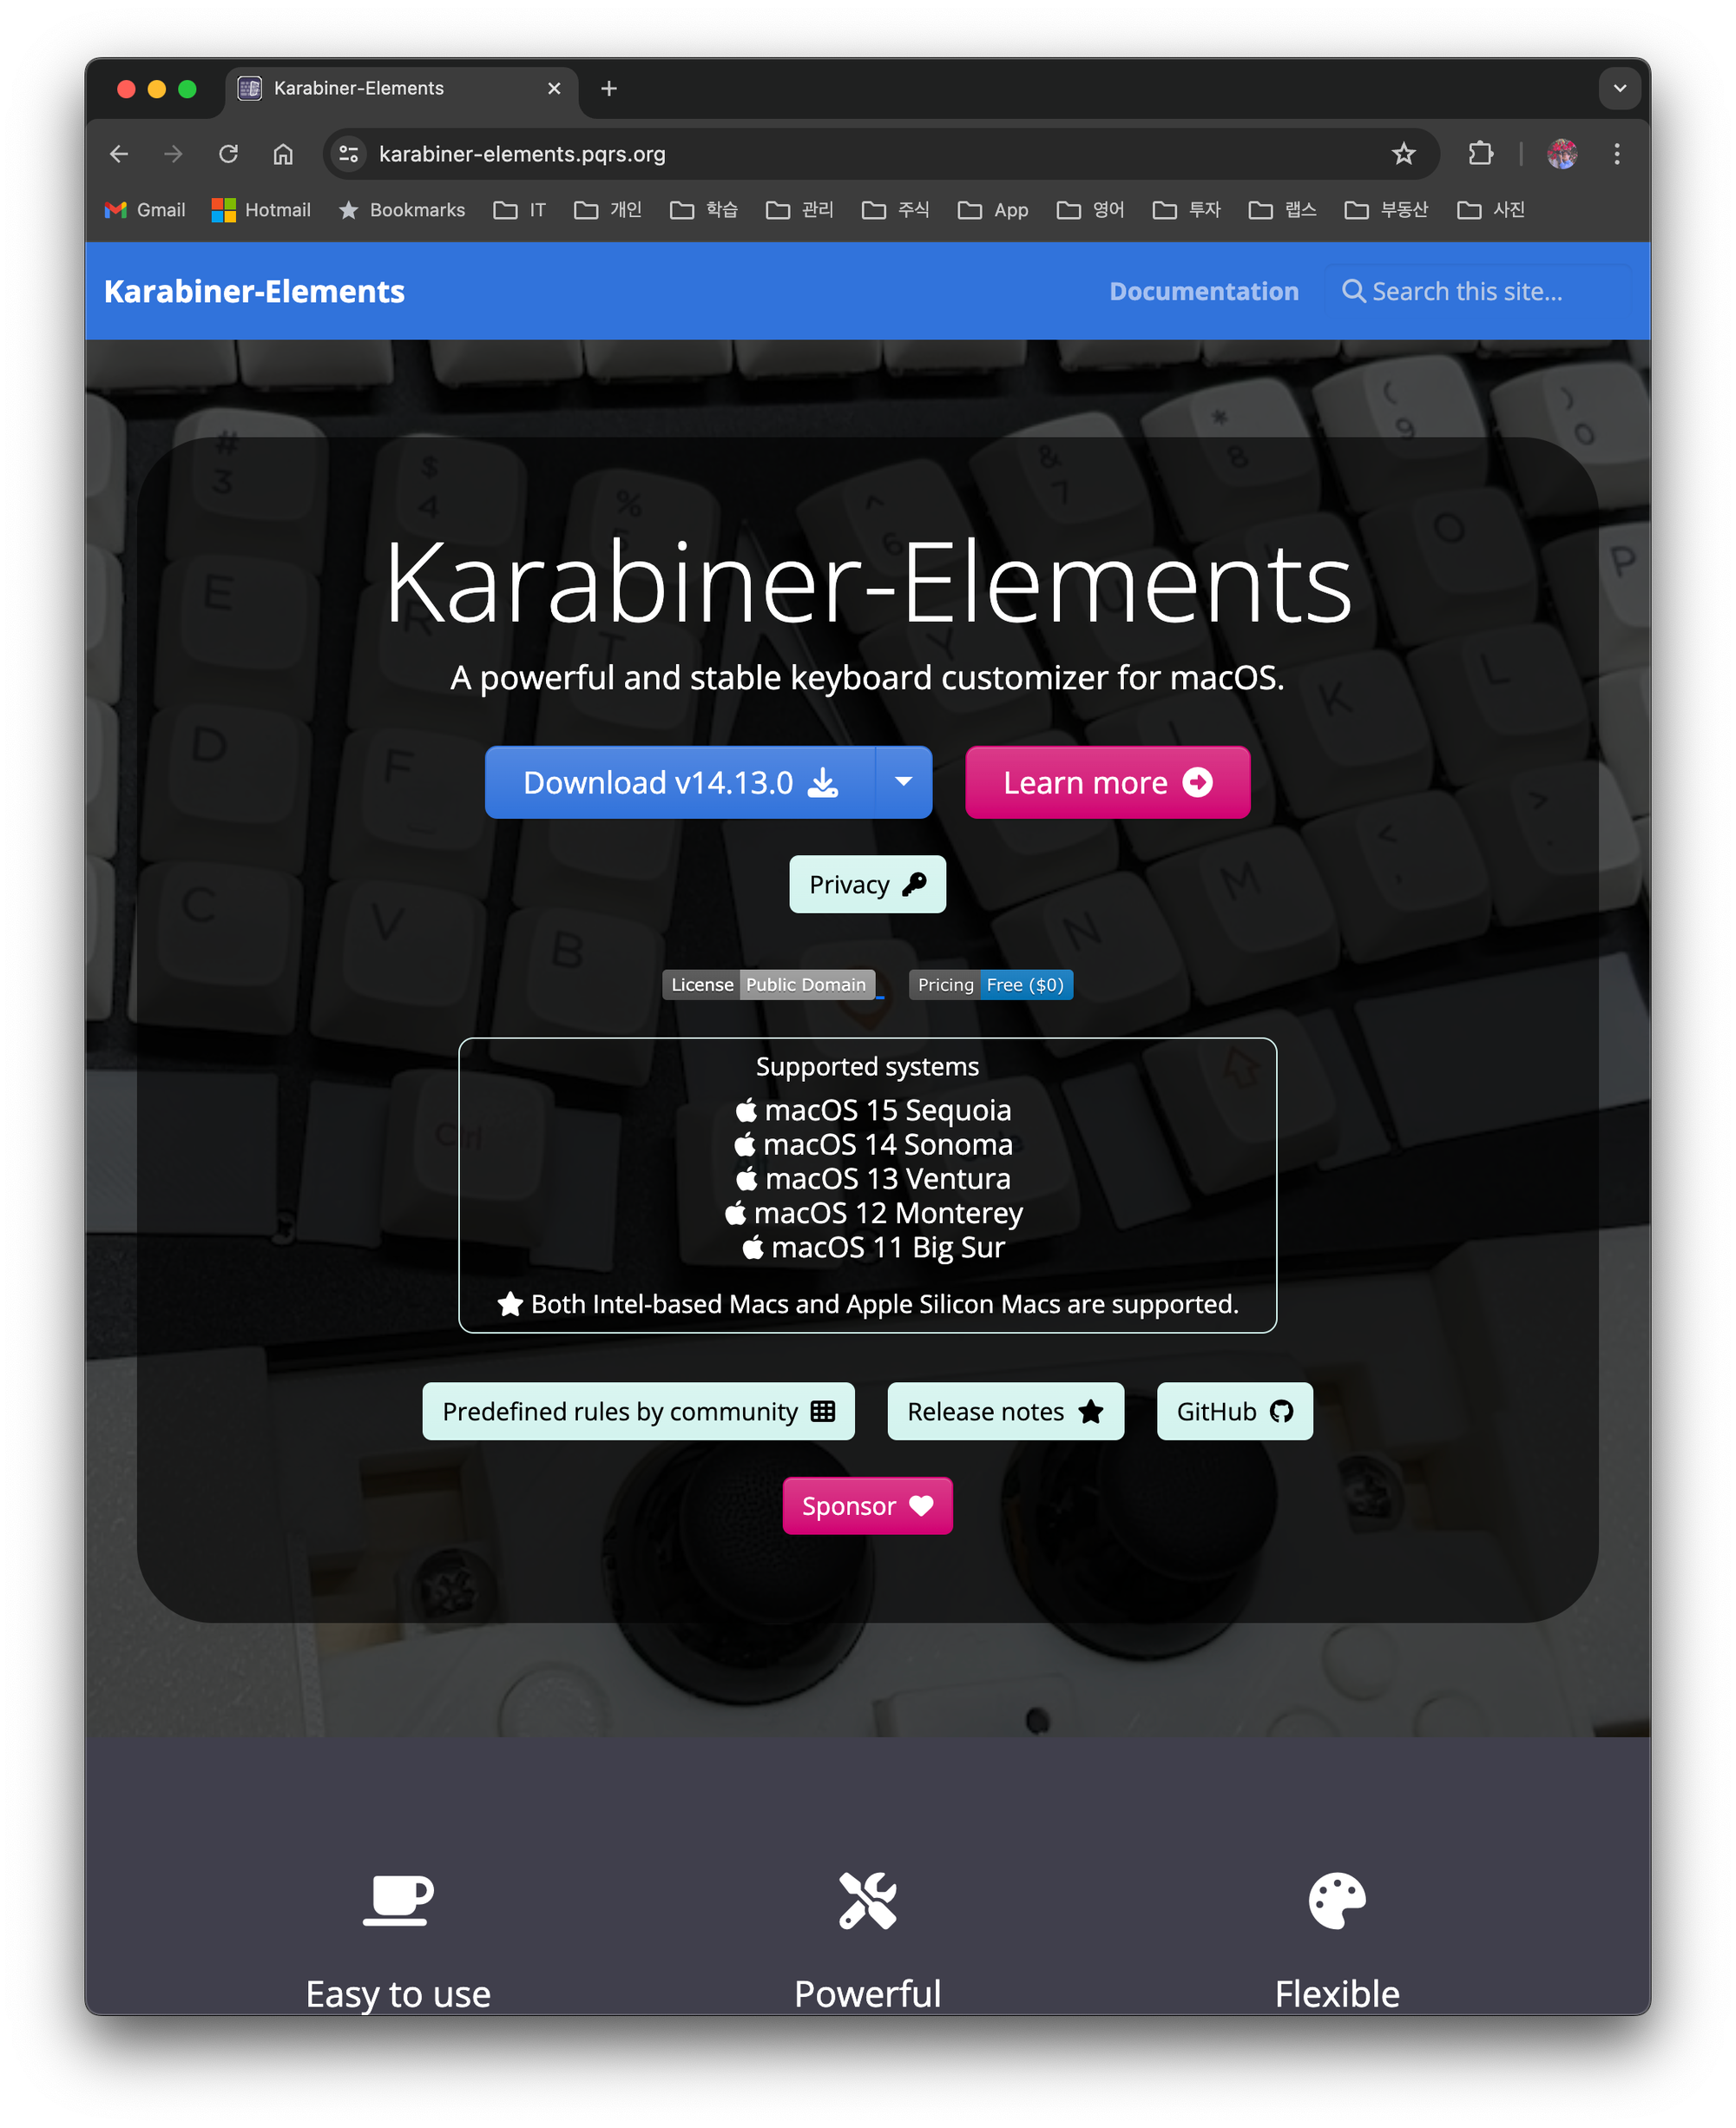 Karabiner-Elements
karabiner-elements.pqrs.org
Gmail Hotmail Bookmarks IT 개인 학습 관리 주식 App 영어 투자 랩스 부동산 사진
Karabiner-Elements Documentation Search this site...
Karabiner-Elements
A powerful and stable keyboard customizer for macOS.
Download v14.13.0 Learn more
Privacy
License Public Domain Pricing Free ($0)
Supported systems
macOS 15 Sequoia
macOS 14 Sonoma
macOS 13 Ventura
macOS 12 Monterey
macOS 11 Big Sur
Both Intel-based Macs and Apple Silicon Macs are supported.
Predefined rules by community Release notes GitHub
Sponsor
Easy to use Powerful Flexible